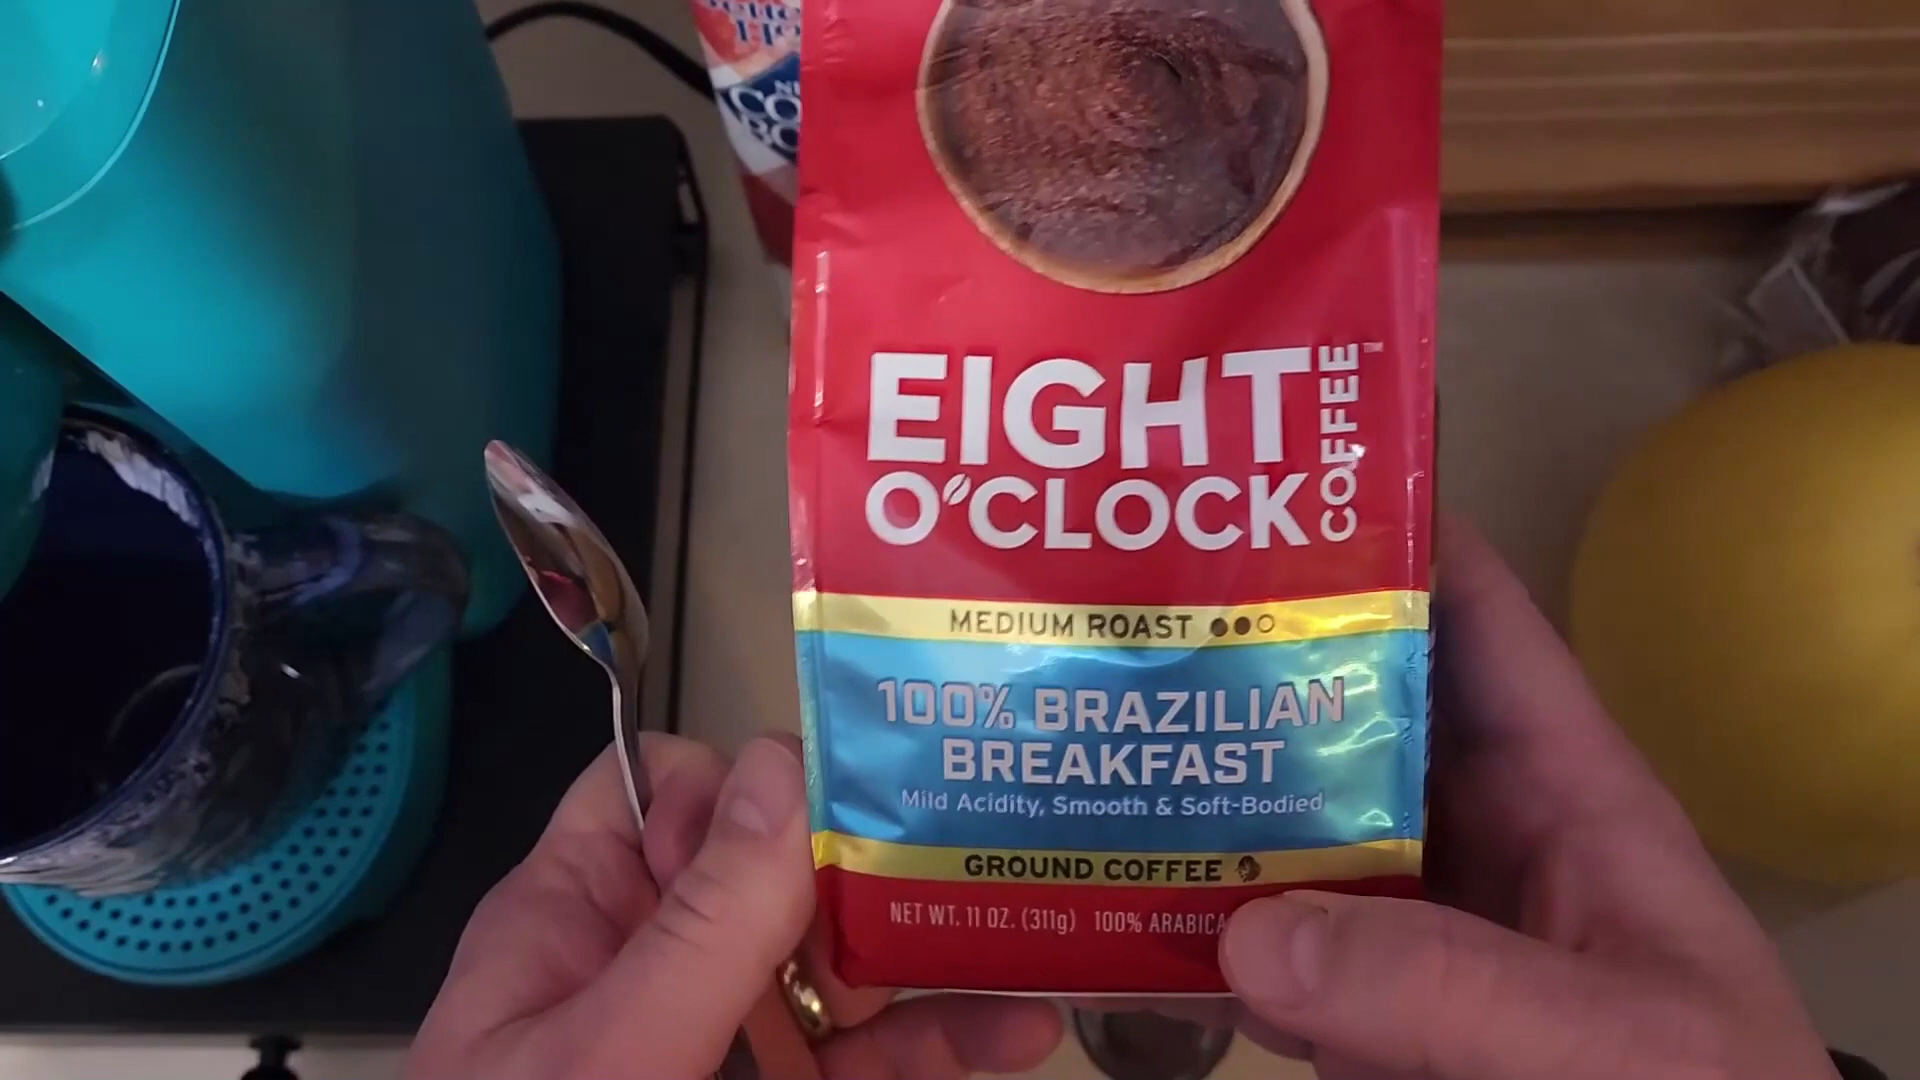 EIGHT
O'CLOCK
COFFEE™
MEDIUM ROAST
100% BRAZILIAN
BREAKFAST
Mild Acidity, Smooth & Soft-Bodied
GROUND COFFEE
NET WT. 11 OZ. (311g) 100% ARABICA